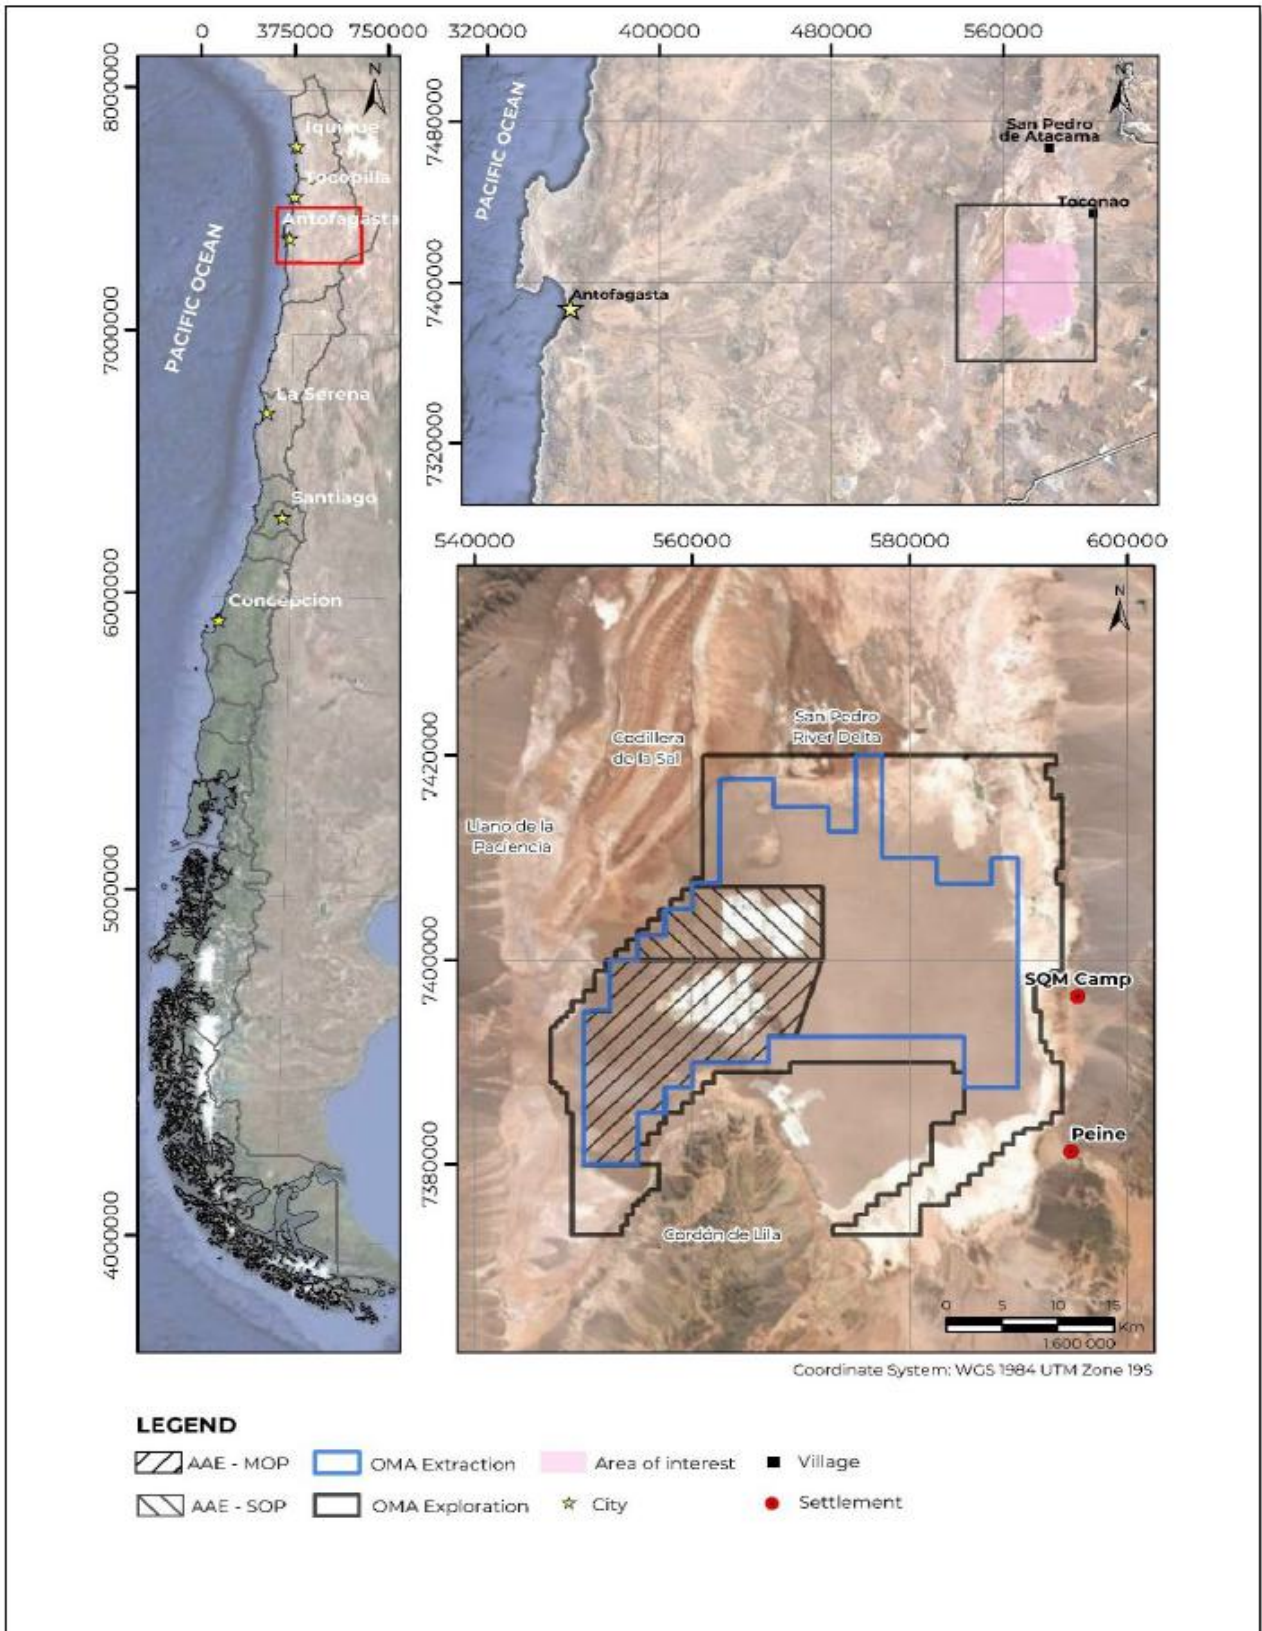 0 375000 750000
8000000
7000000
6000000
5000000
4000000
N
Iquique
Tocopilla
Antofagasta
PACIFIC OCEAN
La Serena
Santiago
Concepcion
320000 400000 480000 560000
7480000
7400000
7320000
PACIFIC OCEAN
N
San Pedro
de Atacama
Toconao
Antofagasta
540000 560000 580000 600000
7420000
7400000
7380000
N
San Pedro
River Delta
Codillera
de la Sal
Llano de la
Paciencia
SQM Camp
Peine
Cordón de Lila
0 5 10 15
Km
1:600 000
Coordinate System: WGS 1984 UTM Zone 19S
LEGEND
AAE - MOP OMA Extraction Area of interest Village
AAE - SOP OMA Exploration City Settlement